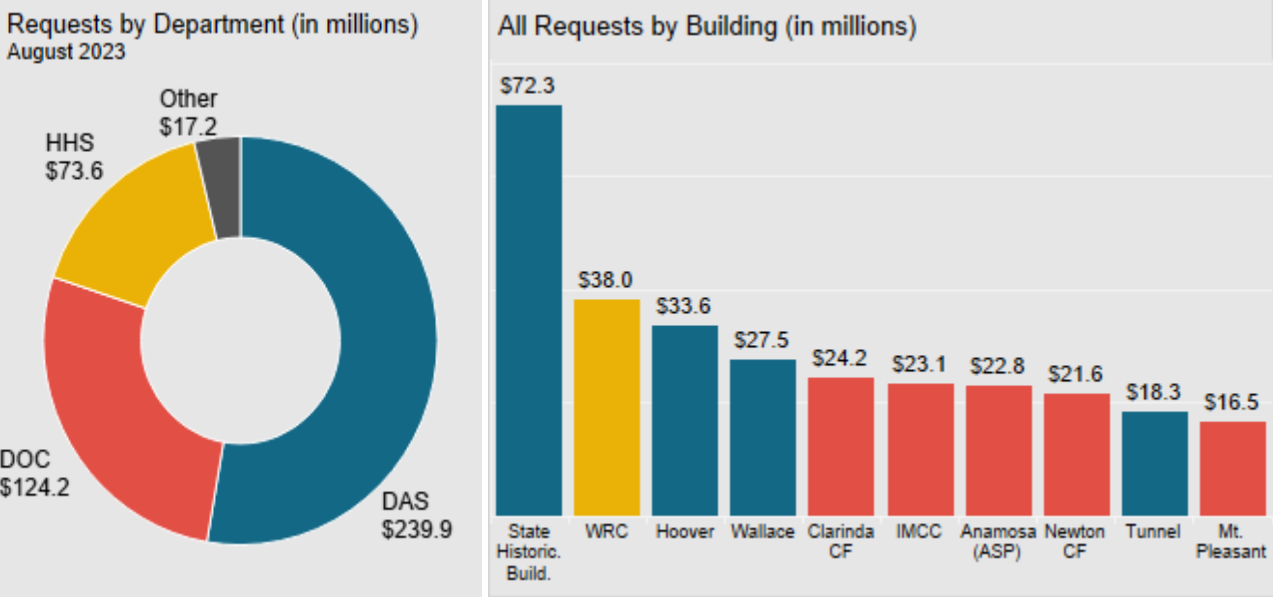 Requests by Department (in millions)
August 2023
Other
$17.2
HHS
$73.6
DOC
$124.2
DAS
$239.9
All Requests by Building (in millions)
$72.3
$38.0
$33.6
$27.5
$24.2
$23.1
$22.8
$21.6
$18.3
$16.5
State
Historic.
Build.
WRC
Hoover
Wallace
Clarinda
CF
IMCC
Anamosa
(ASP)
Newton
CF
Tunnel
Mt.
Pleasant